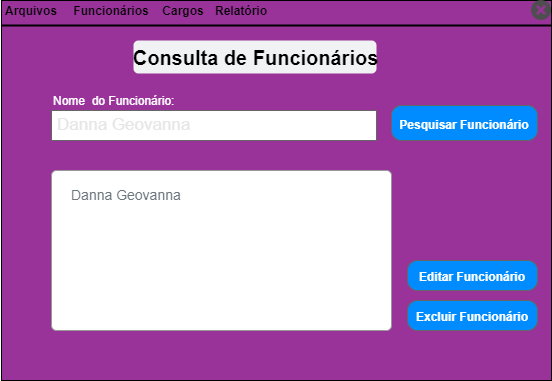 Arquivos Funcionários Cargos Relatório
Consulta de Funcionários
Nome do Funcionário:
Danna Geovanna
Pesquisar Funcionário
Danna Geovanna
Editar Funcionário
Excluir Funcionário